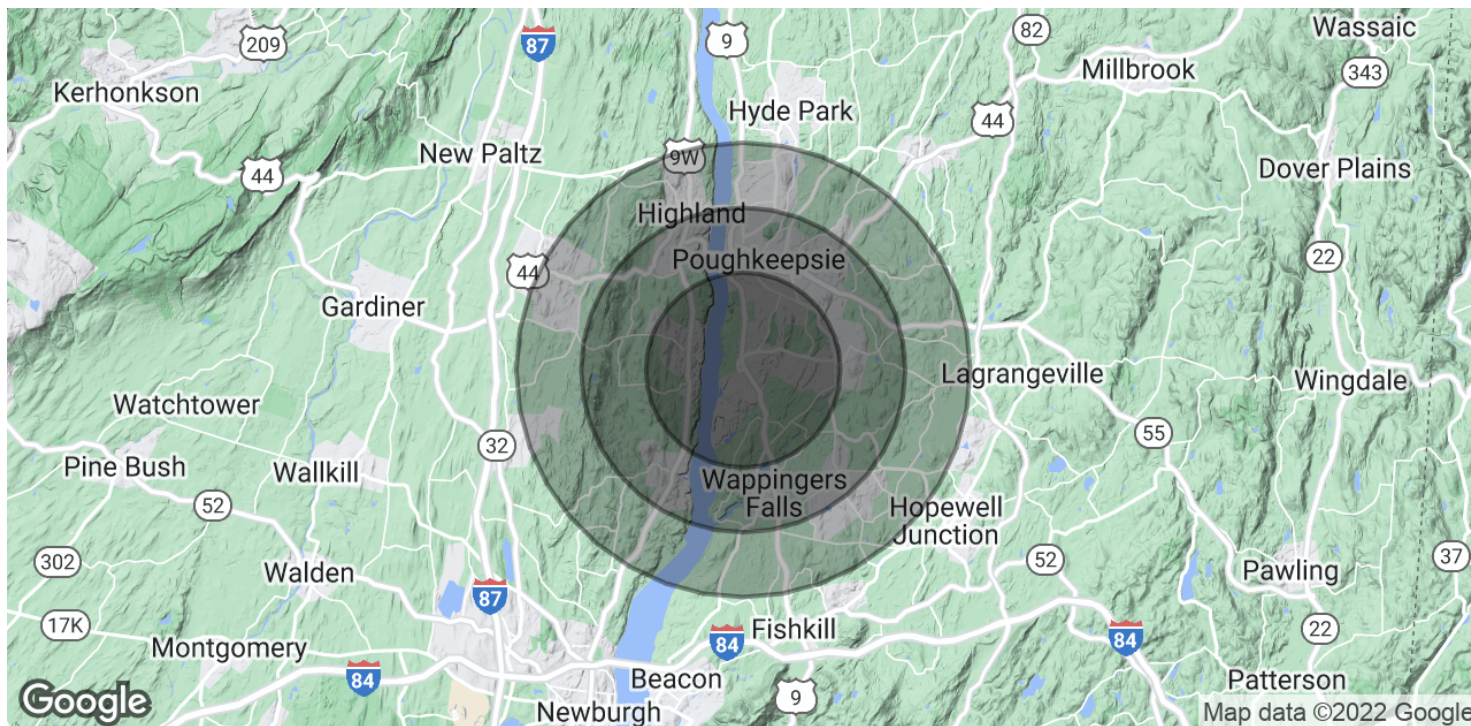 Wassaic
209
87
9
82
Millbrook
343
Kerhonkson
Hyde Park
44
New Paltz
9W
Dover Plains
44
Highland
22
Poughkeepsie
44
Gardiner
Lagrangeville
Wingdale
Watchtower
55
32
Pine Bush
Wallkill
Wappingers
Falls
52
Hopewell
Junction
302
52
37
Walden
Pawling
87
17K
Fishkill
22
Montgomery
84
84
84
Beacon
9
Patterson
Newburgh
Google
Map data ©2022 Google